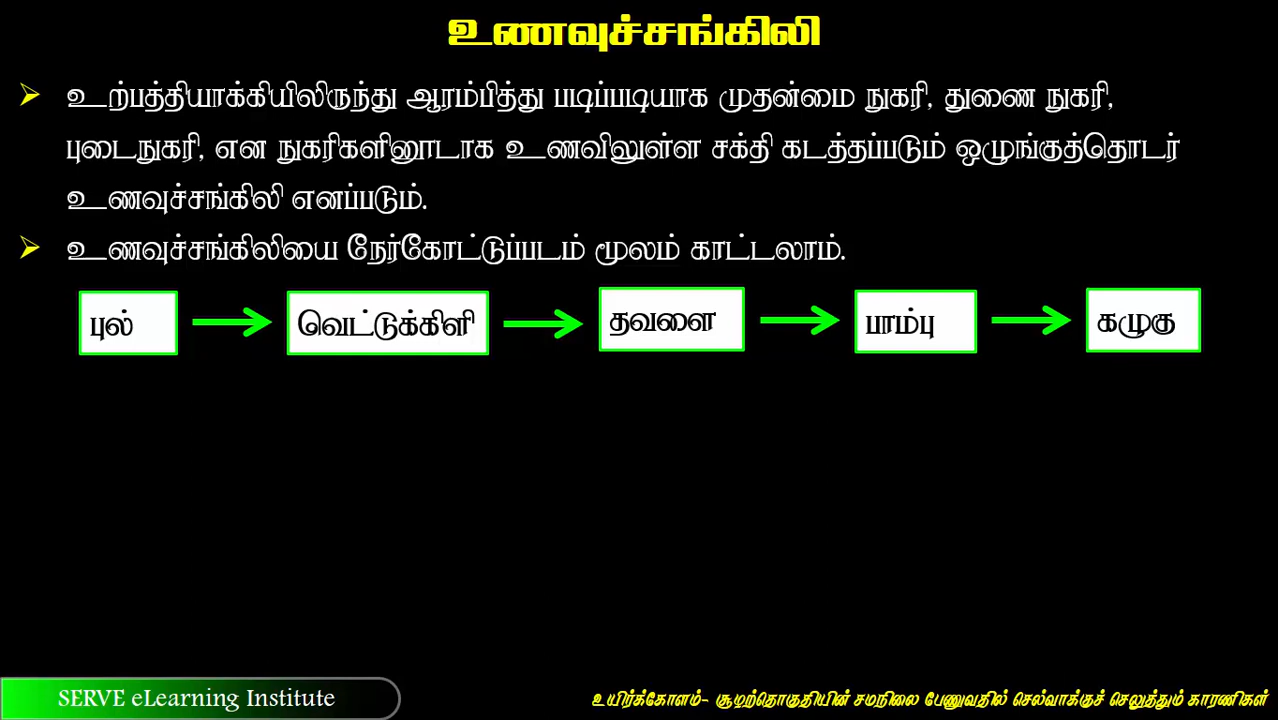 உணவுச்சங்கிலி
உற்பத்தியாக்கியிலிருந்து ஆரம்பித்து படிப்படியாக முதன்மை நுகரி, துணை நுகரி,
புடைநுகரி, என நுகரிகளினூடாக உணவிலுள்ள சக்தி கடத்தப்படும் ஒழுங்குத்தொடர்
உணவுச்சங்கிலி எனப்படும்.
உணவுச்சங்கிலியை நேர்கோட்டுப்படம் மூலம் காட்டலாம்.
புல் வெட்டுக்கிளி தவளை பாம்பு கழுகு
SERVE eLearning Institute
உயிர்க்கோளம்- சூழற்தொகுதியின் சமநிலை பேணுவதில் செல்வாக்குச் செலுத்தும் காரணிகள்